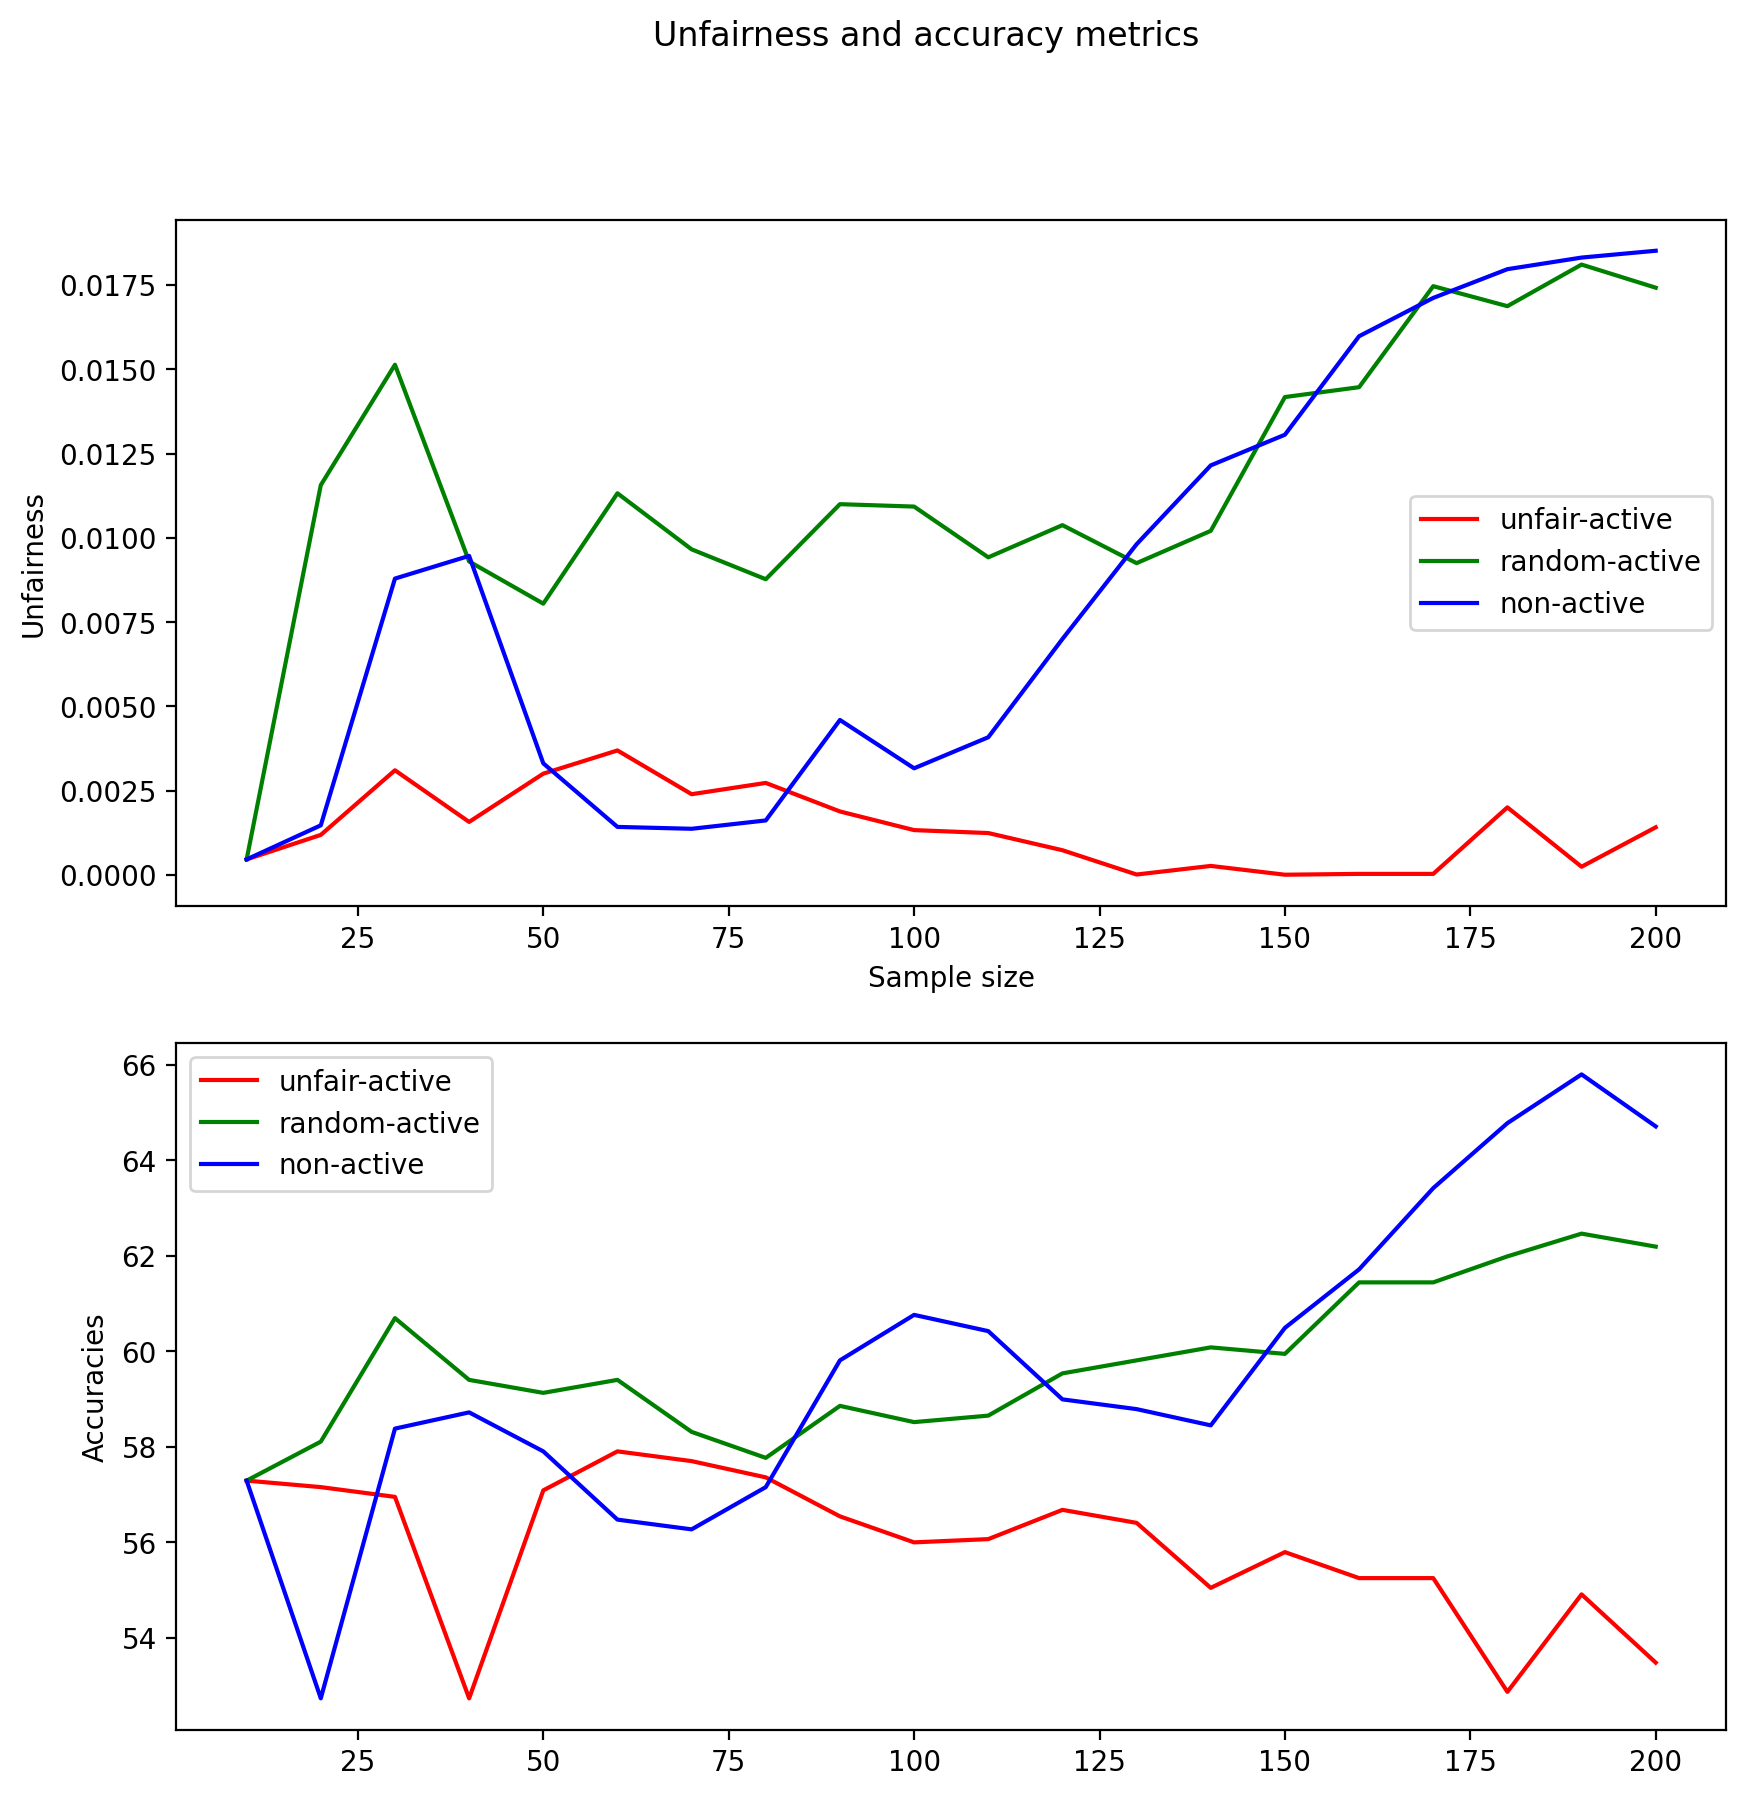 Unfairness and accuracy metrics
0.0175
0.0150
0.0125
0.0100
0.0075
0.0050
0.0025
0.0000
Unfairness
unfair-active
random-active
non-active
25 50 75 100 125 150 175 200
Sample size
66
64
62
60
58
56
54
Accuracies
unfair-active
random-active
non-active
25 50 75 100 125 150 175 200